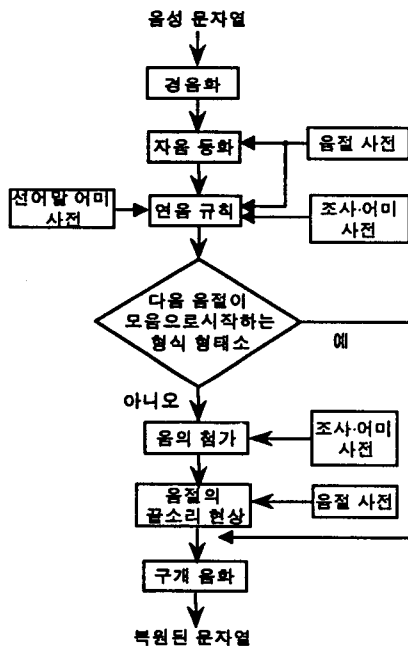 음성 문자열
경음화
자음 동화
음절 사전
선어말 어미
사전
연음 규칙
조사·어미
사전
다음 음절이
모음으로시작하는
형식 형태소
예
아니오
음의 첨가
조사·어미
사전
음절의
끝소리 현상
음절 사전
구개 음화
복원된 문자열